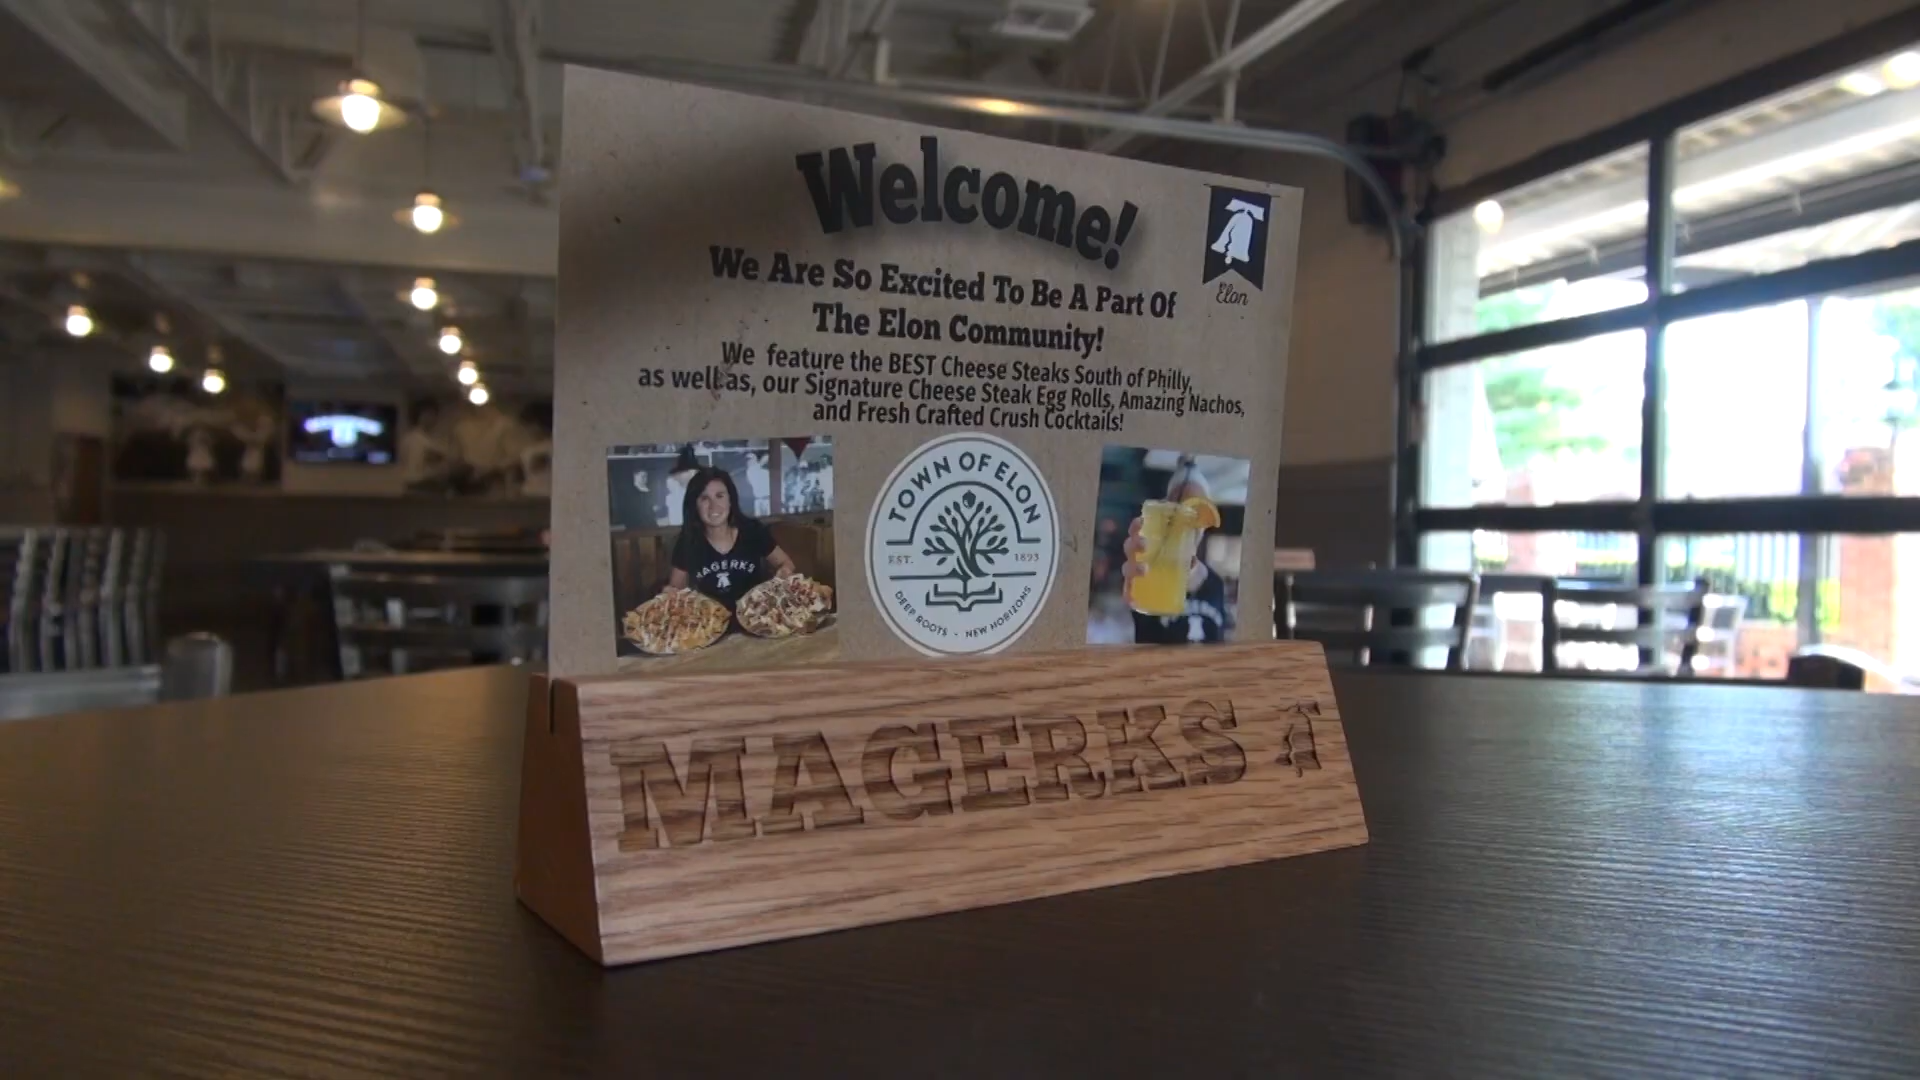 Welcome!
Elon
We Are So Excited To Be A Part Of
The Elon Community!
We feature the BEST Cheese Steaks South of Philly,
as well as, our Signature Cheese Steak Egg Rolls, Amazing Nachos,
and Fresh Crafted Crush Cocktails!
MAGERKS
TOWN OF ELON
EST. 1893
DEEP ROOTS - NEW HORIZONS
MAGERKS